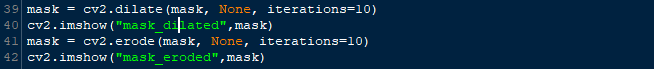 39 mask = cv2.dilate(mask, None, iterations=10)
40 cv2.imshow("mask_dilated",mask)
41 mask = cv2.erode(mask, None, iterations=10)
42 cv2.imshow("mask_eroded",mask)